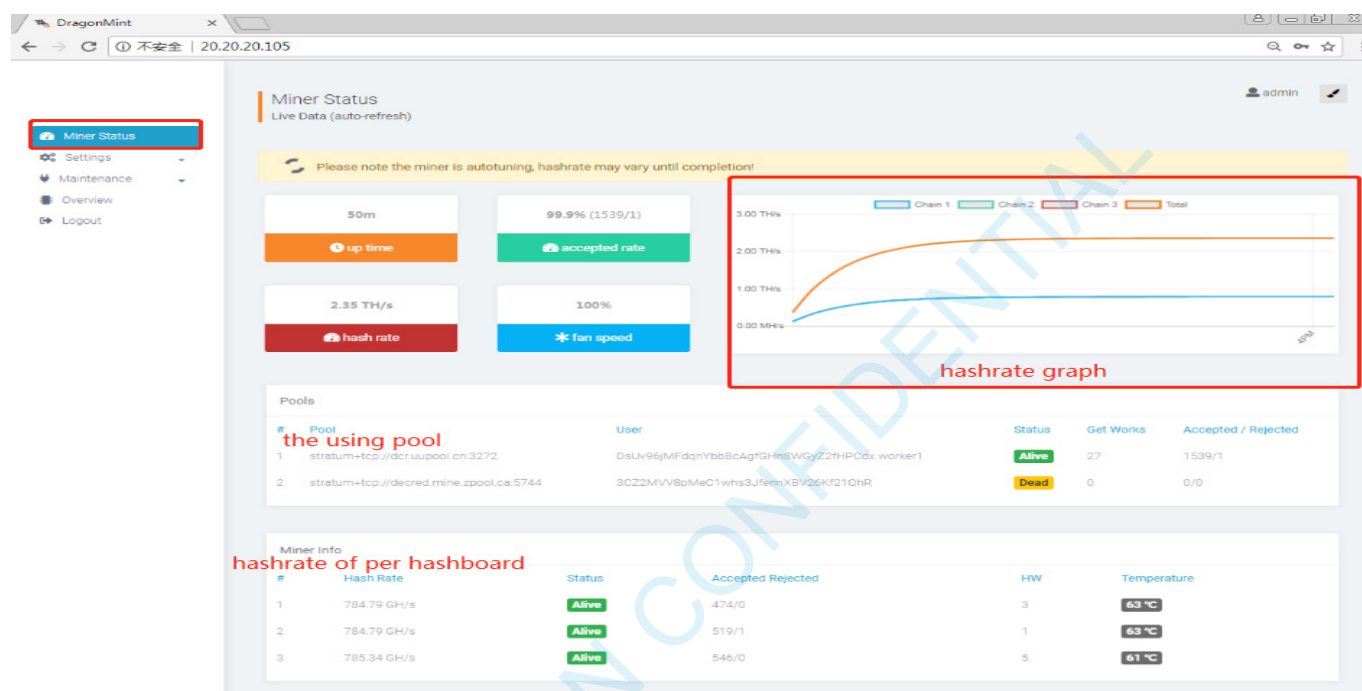 DragonMint ×
不安全 | 20.20.20.105
Miner Status
Live Data (auto-refresh)
admin
Miner Status
Settings
Maintenance
Overview
Logout
Please note the miner is autotuning, hashrate may vary until completion!
50m
up time
99.9% (1539/1)
accepted rate
2.35 TH/s
hash rate
100%
fan speed
Chain 1 Chain 2 Chain 3 Total
3.00 TH/s
2.00 TH/s
1.00 TH/s
0.00 MH/s
4PM
hashrate graph
Pools
# Pool User Status Get Works Accepted / Rejected
the using pool
1 stratum+tcp://dcr.uupool.cn:3272 Alive 27 1539/1
2 stratum+tcp://decred.mine.zpool.ca:5744 Dead 0 0/0
Miner Info
hashrate of per hashboard
# Hash Rate Status Accepted Rejected HW Temperature
1 784.79 GH/s Alive 474/0 3 63 °C
2 784.79 GH/s Alive 519/1 1 63 °C
3 785.34 GH/s Alive 546/0 5 61 °C
CONFIDENTIAL